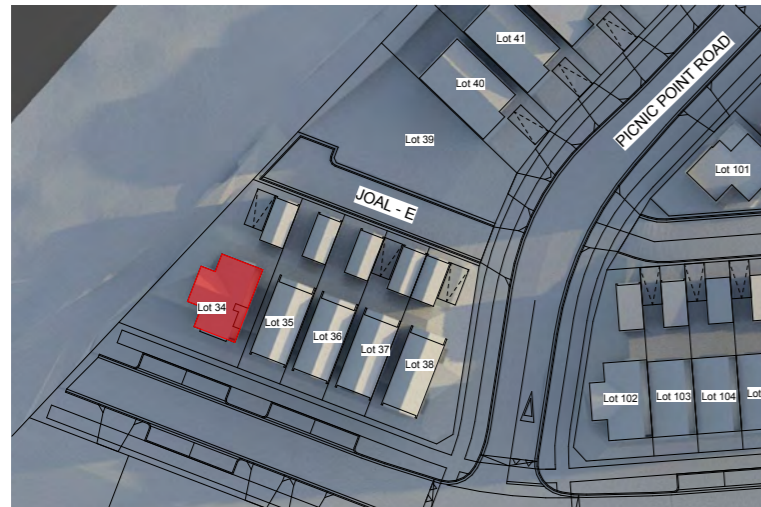 Lot 41
Lot 40
PICNIC POINT ROAD
Lot 39
Lot 101
JOAL - E
Lot 34
Lot 35
Lot 36
Lot 37
Lot 38
Lot 102
Lot 103
Lot 104
Lot